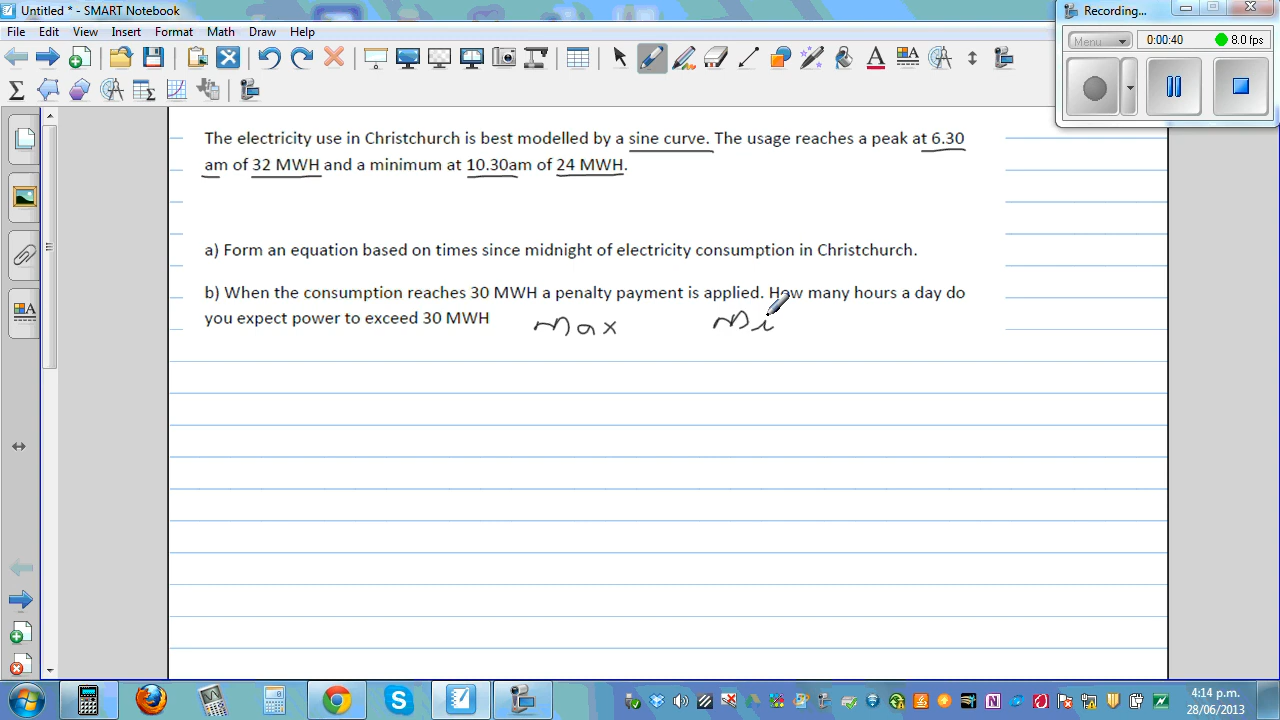 Untitled * - SMART Notebook
Recording...
File Edit View Insert Format Math Draw Help
Menu
0:00:40
8.0 fps
The electricity use in Christchurch is best modelled by a sine curve. The usage reaches a peak at 6.30
am of 32 MWH and a minimum at 10.30am of 24 MWH.
a) Form an equation based on times since midnight of electricity consumption in Christchurch.
b) When the consumption reaches 30 MWH a penalty payment is applied. How many hours a day do
you expect power to exceed 30 MWH
Max Mi
4:14 p.m.
28/06/2013